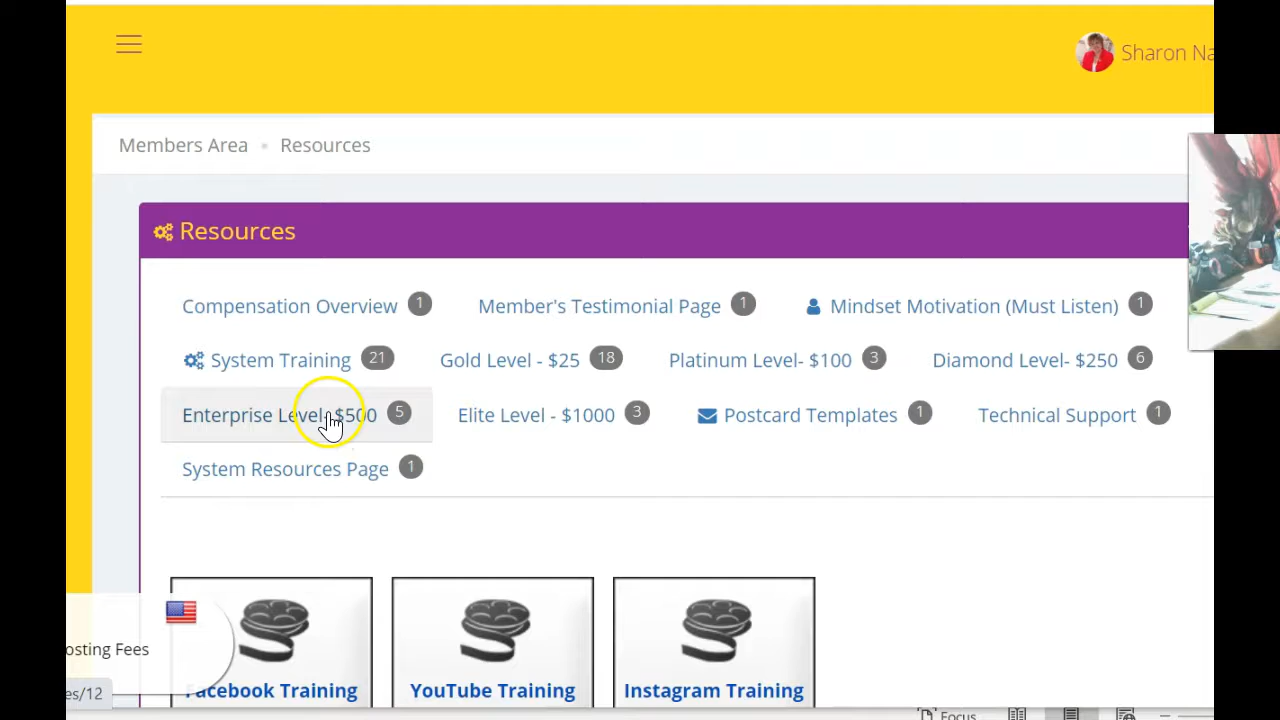 Sharon Na
Members Area • Resources
Resources
Compensation Overview 1 Member's Testimonial Page 1 Mindset Motivation (Must Listen) 1
System Training 21 Gold Level - $25 18 Platinum Level- $100 3 Diamond Level- $250 6
Enterprise Level- $500 5 Elite Level - $1000 3 Postcard Templates 1 Technical Support 1
System Resources Page 1
osting Fees
es/12
Facebook Training YouTube Training Instagram Training
Focus